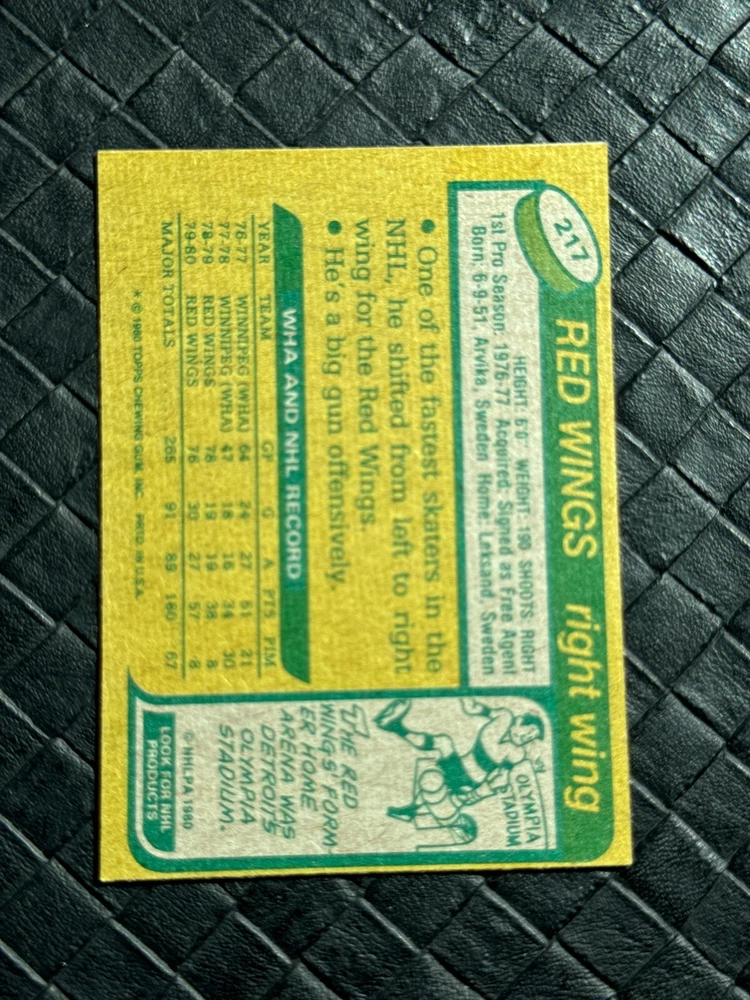 217
RED WINGS right wing
HEIGHT: 6'0" WEIGHT: 190 SHOOTS: RIGHT
1st Pro Season: 1976-77 Acquired: Signed as Free Agent
Born: 6-9-51, Arvika, Sweden Home: Leksand, Sweden
• One of the fastest skaters in the
NHL, he shifted from left to right
wing for the Red Wings.
• He's a big gun offensively.
WHA AND NHL RECORD
YEAR TEAM GP G A PTS PIM
76-77 WINNIPEG (WHA) 64 24 27 51 21
77-78 WINNIPEG (WHA) 47 18 16 34 30
78-79 RED WINGS 78 19 19 38 8
79-80 RED WINGS 76 30 27 57 8
MAJOR TOTALS 265 91 89 180 67
* © 1980 TOPPS CHEWING GUM, INC. PRTD. IN U.S.A.
OLYMPIA
STADIUM
THE RED
WINGS' FORM-
ER HOME
ARENA WAS
DETROIT'S
OLYMPIA
STADIUM.
© NHLPA 1980
LOOK FOR NHL
PRODUCTS